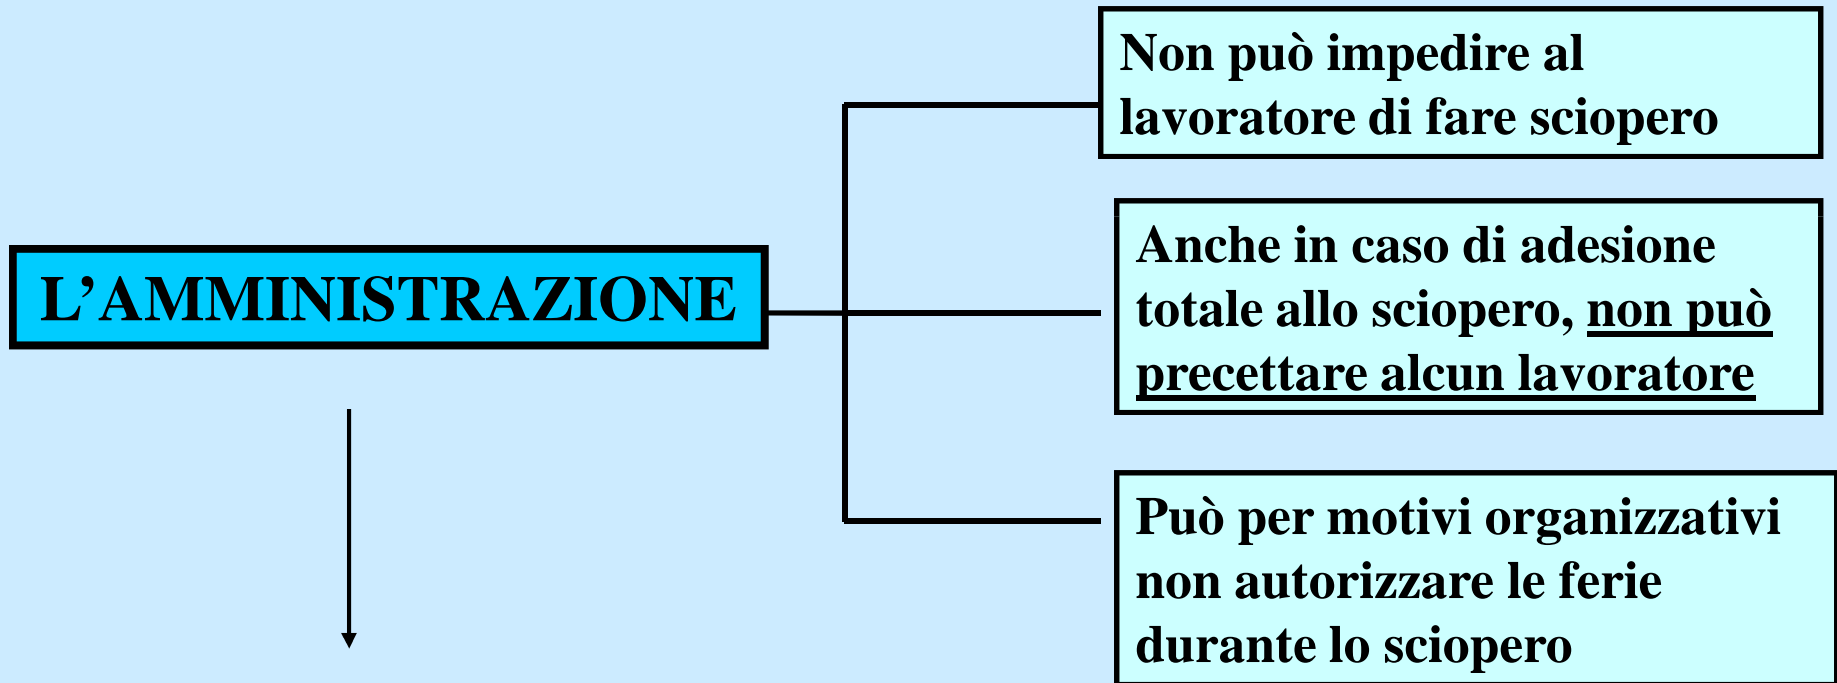 Non può impedire al
lavoratore di fare sciopero
Anche in caso di adesione
totale allo sciopero, non può
precettare alcun lavoratore
L’AMMINISTRAZIONE
Può per motivi organizzativi
non autorizzare le ferie
durante lo sciopero